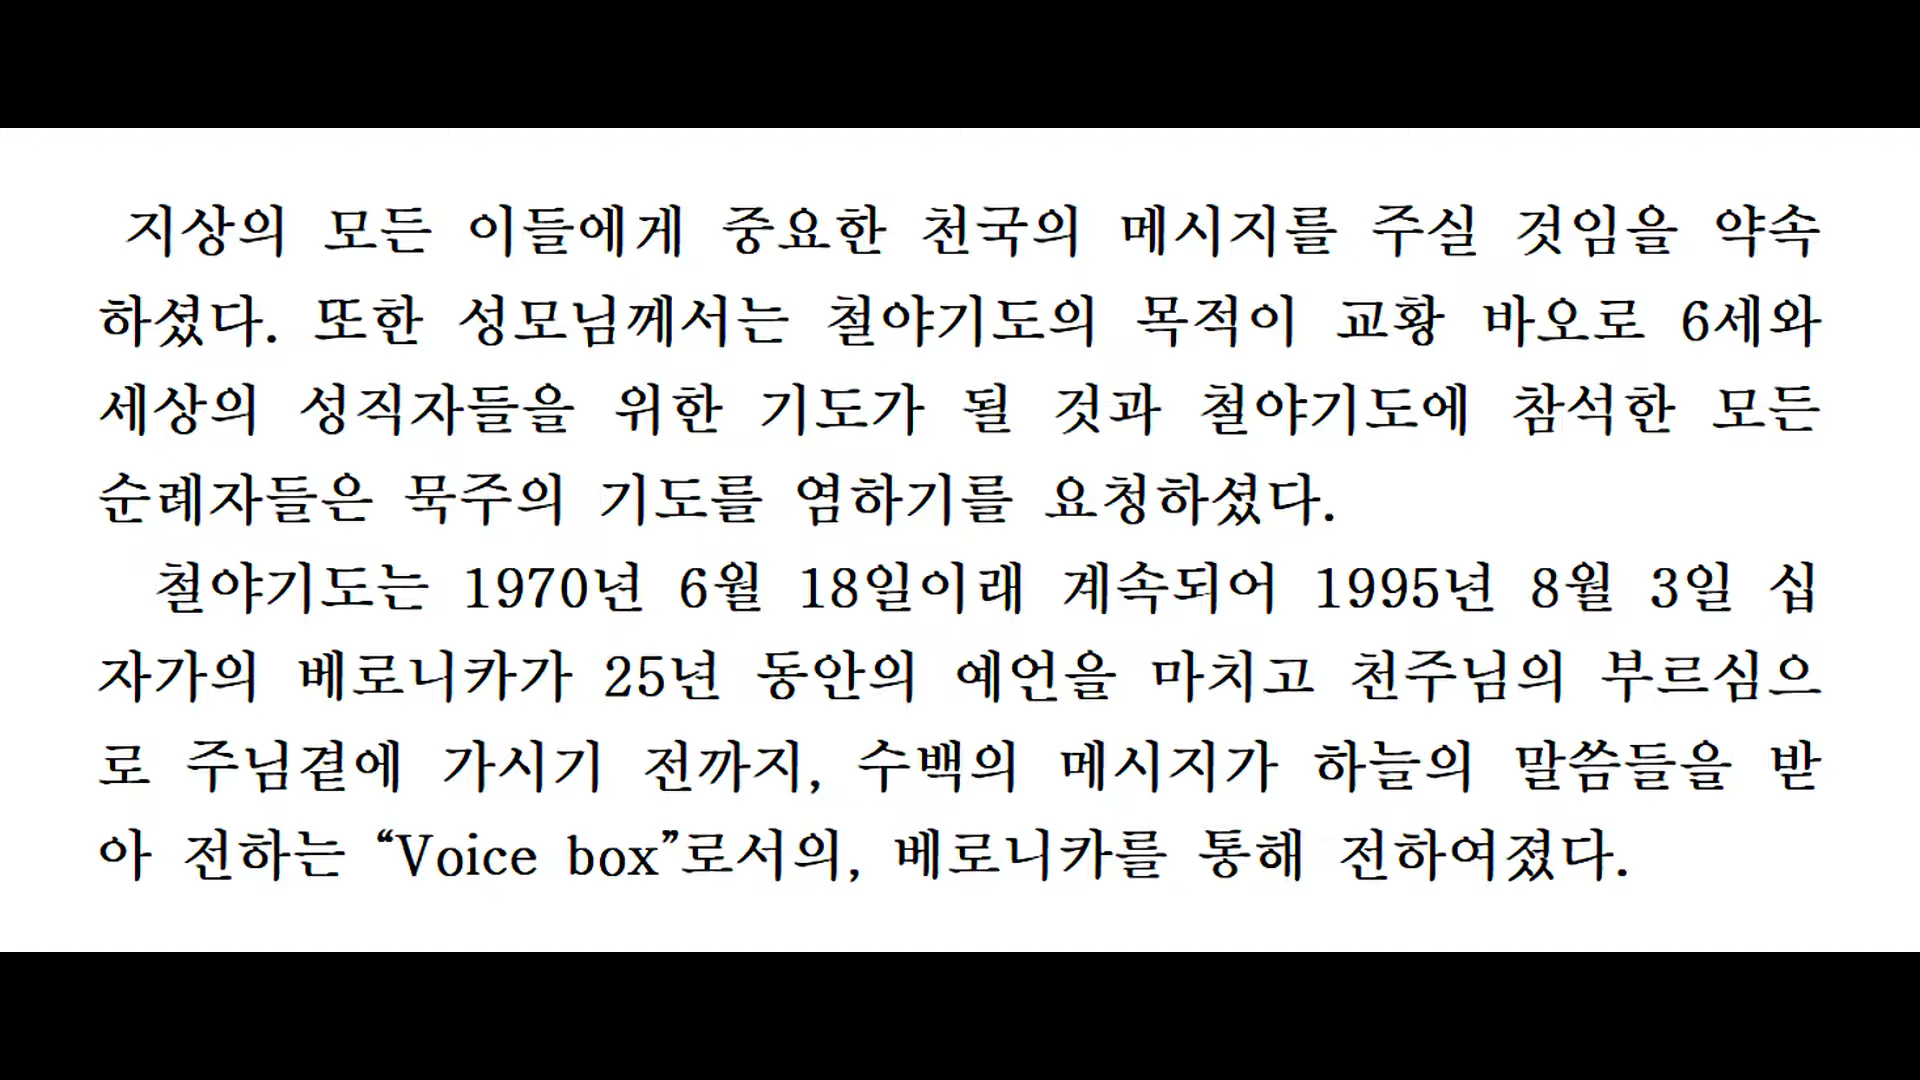 지상의 모든 이들에게 중요한 천국의 메시지를 주실 것임을 약속
하셨다. 또한 성모님께서는 철야기도의 목적이 교황 바오로 6세와
세상의 성직자들을 위한 기도가 될 것과 철야기도에 참석한 모든
순례자들은 묵주의 기도를 염하기를 요청하셨다.
철야기도는 1970년 6월 18일이래 계속되어 1995년 8월 3일 십
자가의 베로니카가 25년 동안의 예언을 마치고 천주님의 부르심으
로 주님곁에 가시기 전까지, 수백의 메시지가 하늘의 말씀들을 받
아 전하는 “Voice box”로서의, 베로니카를 통해 전하여졌다.